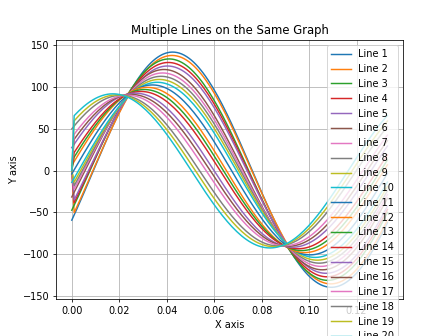 Multiple Lines on the Same Graph
150
100
50
0
−50
−100
−150
Y axis
0.00
0.02
0.04
0.06
0.08
0.10
X axis
Line 1
Line 2
Line 3
Line 4
Line 5
Line 6
Line 7
Line 8
Line 9
Line 10
Line 11
Line 12
Line 13
Line 14
Line 15
Line 16
Line 17
Line 18
Line 19
Line 20